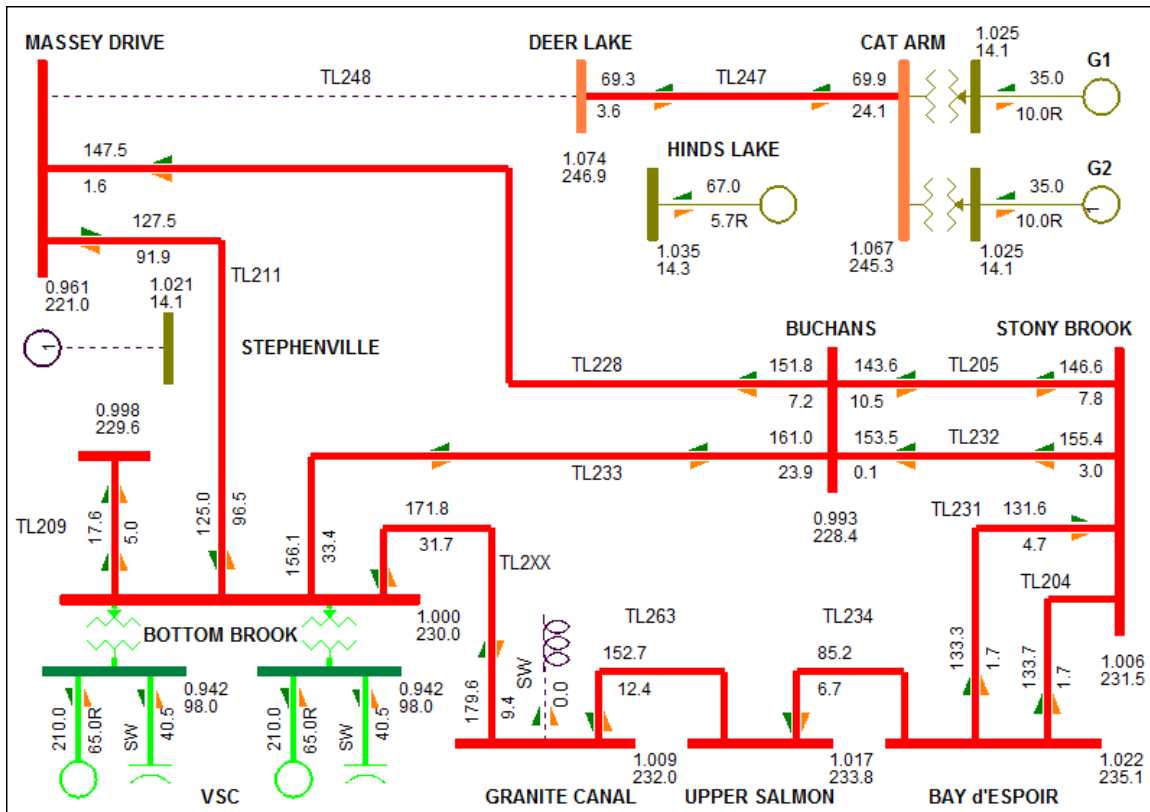 MASSEY DRIVE
DEER LAKE
CAT ARM
1.025
14.1
G1
TL248
69.3
TL247
69.9
35.0
3.6
24.1
10.0R
147.5
1.6
1.074
246.9
HINDS LAKE
67.0
5.7R
G2
35.0
10.0R
127.5
91.9
TL211
1.035
14.3
1.067
245.3
1.025
14.1
0.961
221.0
1.021
14.1
1
STEPHENVILLE
BUCHANS
STONY BROOK
TL228
151.8
143.6
TL205
146.6
7.2
10.5
7.8
0.998
229.6
161.0
153.5
TL232
155.4
TL233
23.9
0.1
3.0
TL209
17.6
5.0
125.0
96.5
156.1
33.4
171.8
31.7
TL2XX
0.993
228.4
TL231
131.6
4.7
TL204
1.000
230.0
BOTTOM BROOK
TL263
TL234
152.7
12.4
85.2
6.7
133.3
1.7
133.7
1.7
1.006
231.5
0.942
98.0
0.942
98.0
179.6
9.4
SW
0.0
210.0
65.0R
SW
40.5
210.0
65.0R
SW
40.5
1.009
232.0
1.017
233.8
1.022
235.1
VSC
GRANITE CANAL
UPPER SALMON
BAY d'ESPOIR